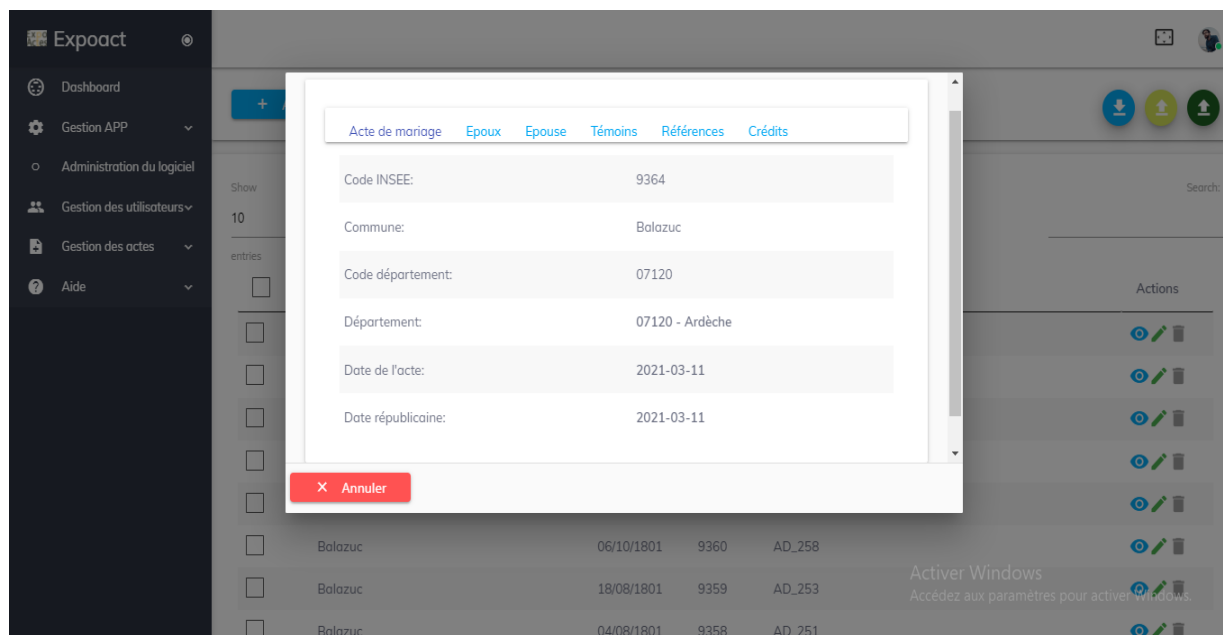 Expoact
Dashboard
Gestion APP
Administration du logiciel
Gestion des utilisateurs
Gestion des actes
Aide
+ A
Show
10
entries
Search:
Actions
Acte de mariage Epoux Epouse Témoins Références Crédits
Code INSEE: 9364
Commune: Balazuc
Code département: 07120
Département: 07120 - Ardèche
Date de l'acte: 2021-03-11
Date républicaine: 2021-03-11
× Annuler
Balazuc 06/10/1801 9360 AD_258
Balazuc 18/08/1801 9359 AD_253
Balazuc 04/08/1801 9358 AD_251
Activer Windows
Accédez aux paramètres pour activer Windows.